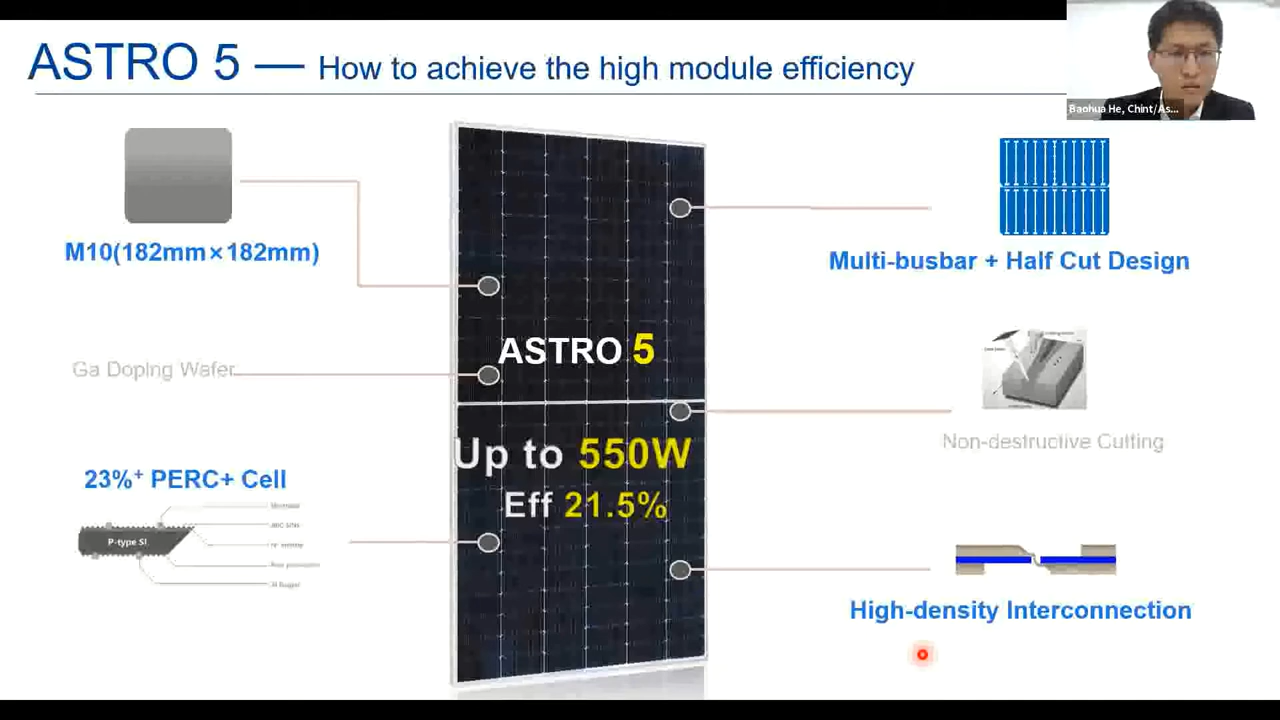 ASTRO 5 — How to achieve the high module efficiency
Baohua He, Chint/As...
M10(182mm×182mm)
Multi-busbar + Half Cut Design
ASTRO 5
Ga Doping Wafer
Non-destructive Cutting
Up to 550W
Eff 21.5%
23%⁺ PERC+ Cell
P-type Si
High-density Interconnection